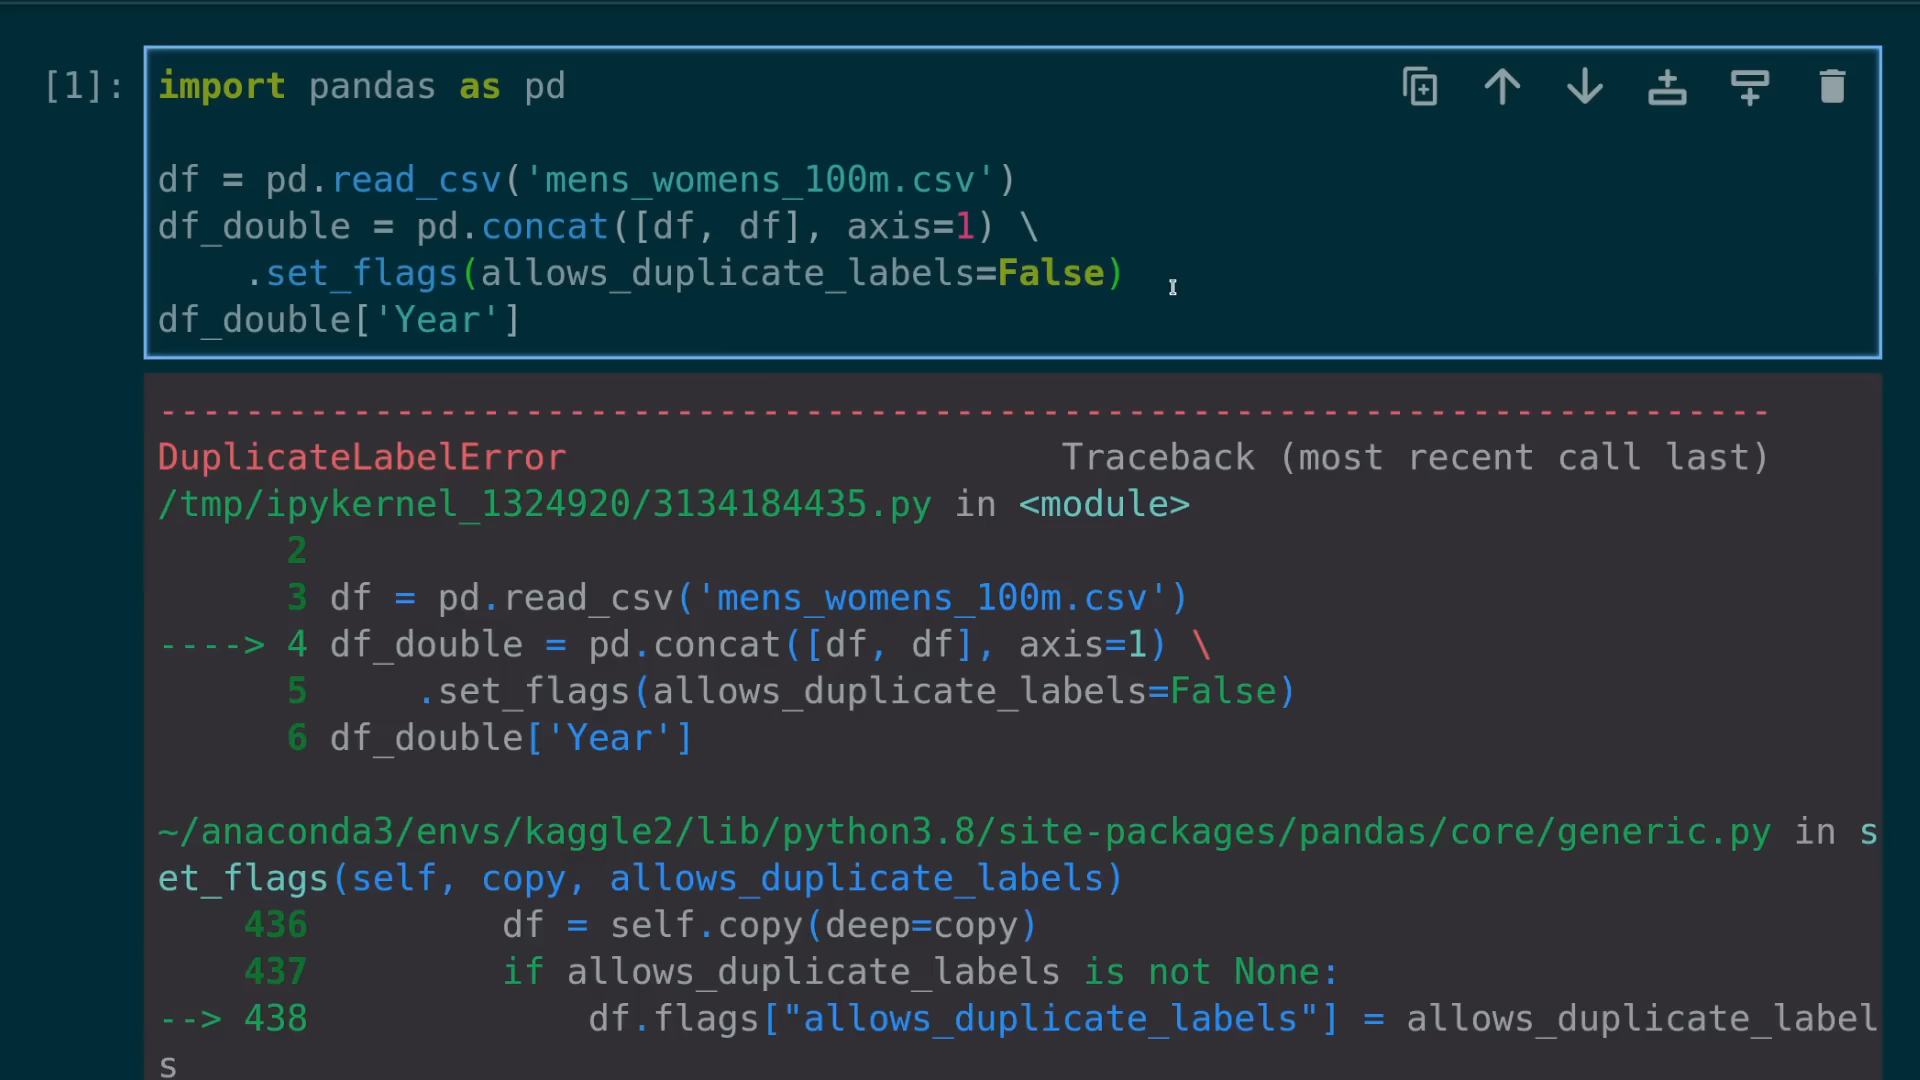 [1]: import pandas as pd
df = pd.read_csv('mens_womens_100m.csv')
df_double = pd.concat([df, df], axis=1) \
    .set_flags(allows_duplicate_labels=False)
df_double['Year']
---------------------------------------------------------------------------
DuplicateLabelError                       Traceback (most recent call last)
/tmp/ipykernel_1324920/3134184435.py in <module>
      2
      3 df = pd.read_csv('mens_womens_100m.csv')
----> 4 df_double = pd.concat([df, df], axis=1) \
      5     .set_flags(allows_duplicate_labels=False)
      6 df_double['Year']
~/anaconda3/envs/kaggle2/lib/python3.8/site-packages/pandas/core/generic.py in s
et_flags(self, copy, allows_duplicate_labels)
    436         df = self.copy(deep=copy)
    437         if allows_duplicate_labels is not None:
--> 438             df.flags["allows_duplicate_labels"] = allows_duplicate_label
s